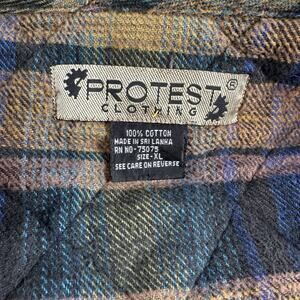 PROTEST ®
CLOTHING
100% COTTON
MADE IN SRI LANKA
RN NO-75075
SIZE-XL
SEE CARE ON REVERSE